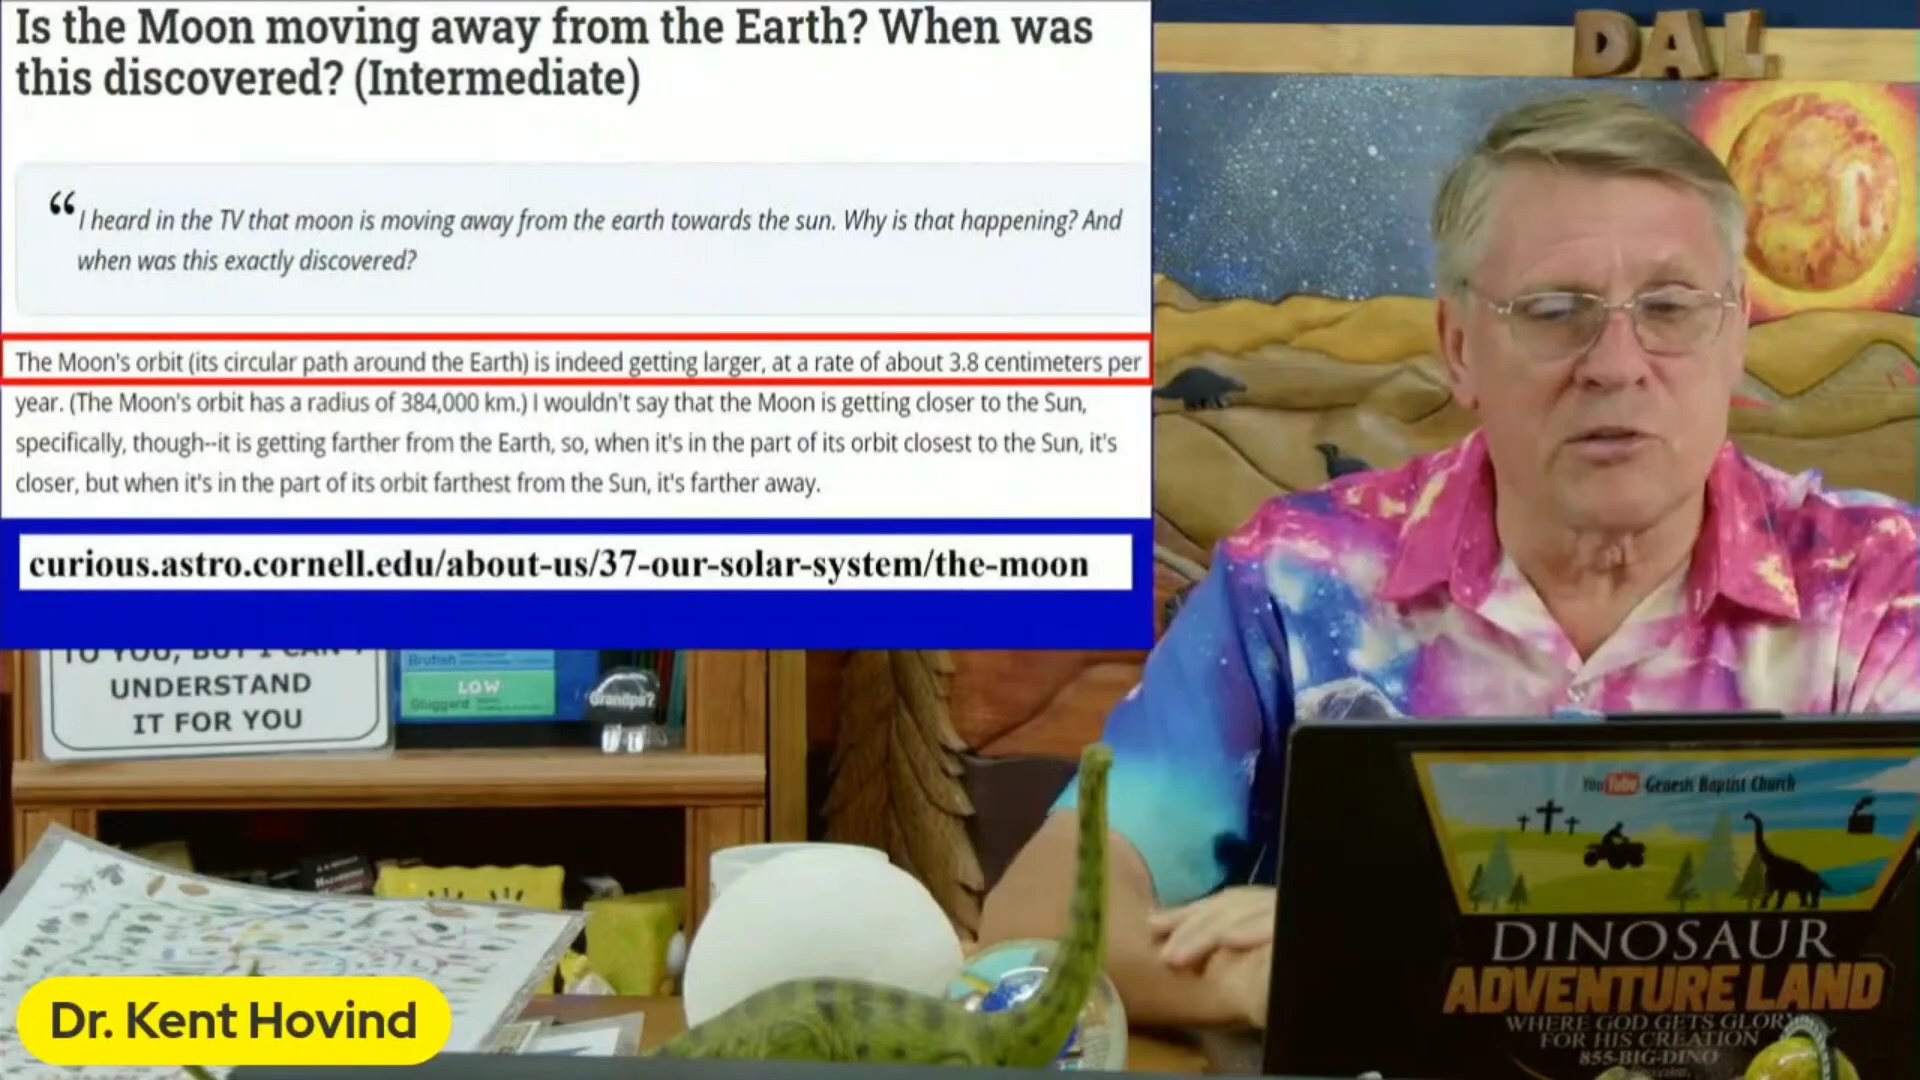 Is the Moon moving away from the Earth? When was
this discovered? (Intermediate)
“I heard in the TV that moon is moving away from the earth towards the sun. Why is that happening? And
when was this exactly discovered?
The Moon's orbit (its circular path around the Earth) is indeed getting larger, at a rate of about 3.8 centimeters per
year. (The Moon's orbit has a radius of 384,000 km.) I wouldn't say that the Moon is getting closer to the Sun,
specifically, though--it is getting farther from the Earth, so, when it's in the part of its orbit closest to the Sun, it's
closer, but when it's in the part of its orbit farthest from the Sun, it's farther away.
curious.astro.cornell.edu/about-us/37-our-solar-system/the-moon
DAL
TO YOU, BUT I CAN'T
UNDERSTAND
IT FOR YOU
Brutish
LOW
Sluggard
Grandpa?
YouTube Genesis Baptist Church
DINOSAUR
ADVENTURE LAND
WHERE GOD GETS GLORY
FOR HIS CREATION
855-BIG-DINO
Dr. Kent Hovind